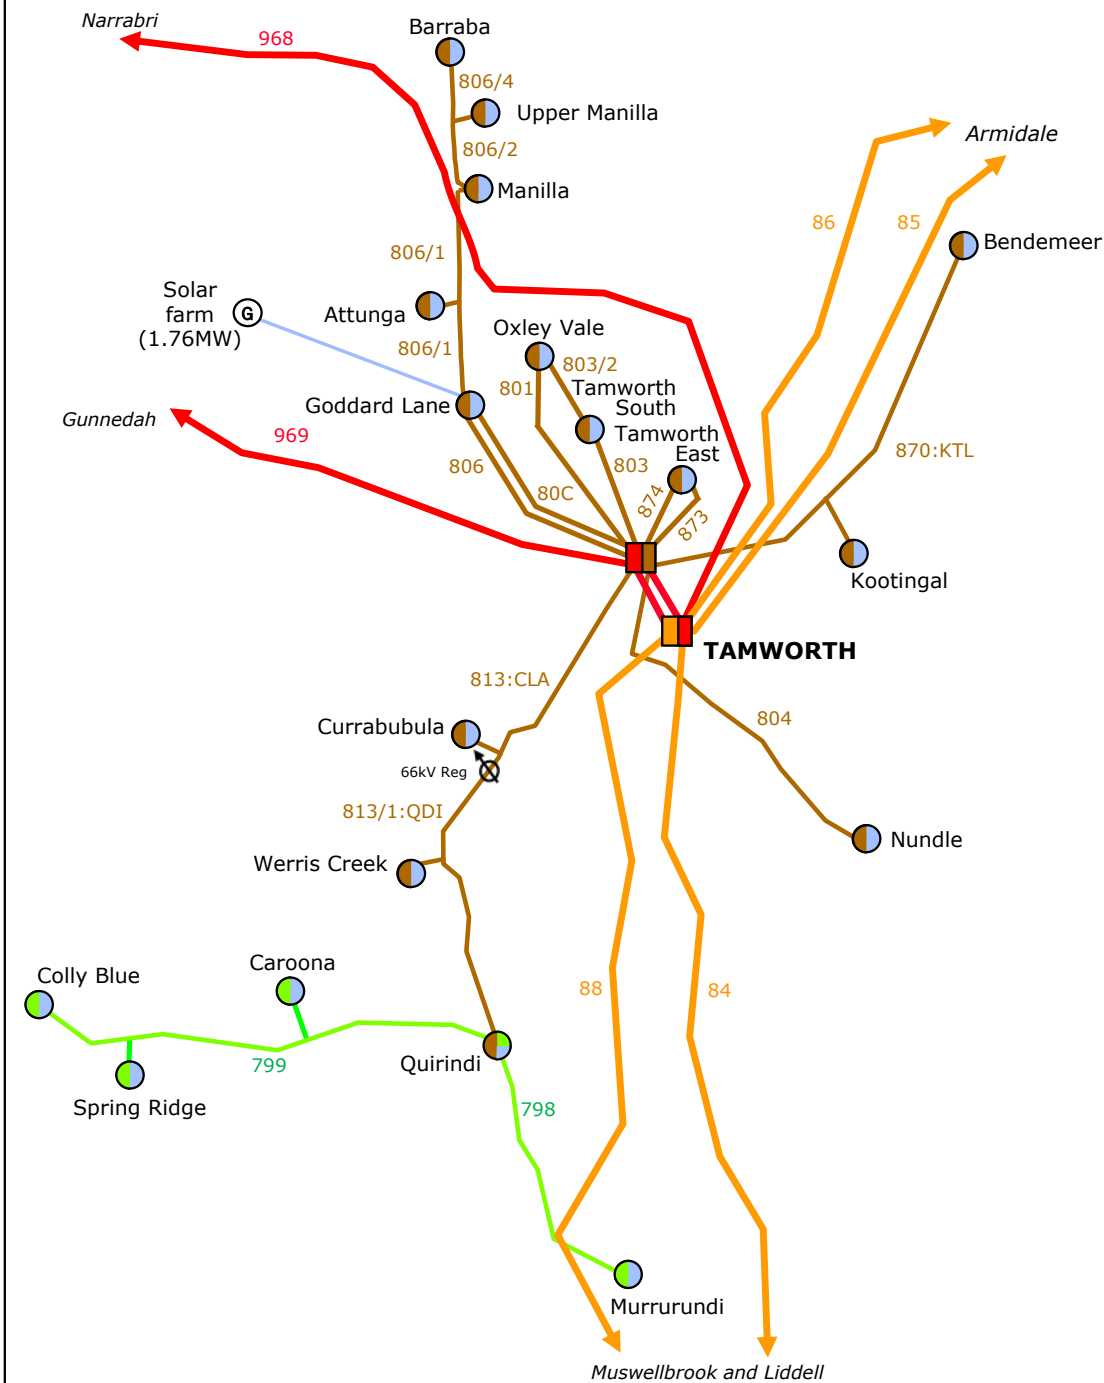 Narrabri
968
Barraba
806/4
Upper Manilla
806/2
Manilla
Armidale
86
85
Bendemeer
806/1
Solar
farm
(1.76MW)
G
Attunga
Oxley Vale
806/1
801
803/2
Tamworth
South
Goddard Lane
Gunnedah
969
Tamworth
East
806
80C
803
874
873
870:KTL
Kootingal
TAMWORTH
813:CLA
Currabubula
66kV Reg
804
813/1:QDI
Werris Creek
Nundle
Colly Blue
Caroona
88
84
Quirindi
799
Spring Ridge
798
Murrurundi
Muswellbrook and Liddell